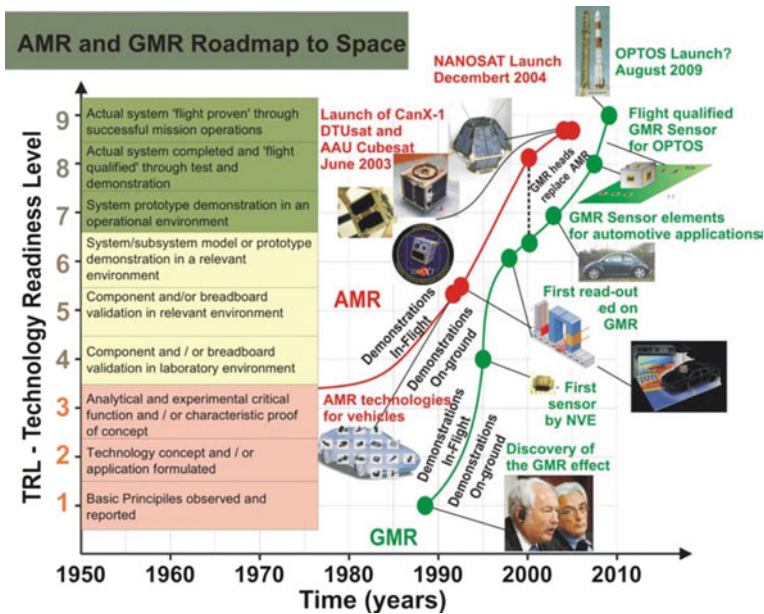 AMR and GMR Roadmap to Space
TRL - Technology Readiness Level
9
8
7
6
5
4
3
2
1
Actual system 'flight proven' through
successful mission operations
Actual system completed and 'flight
qualified' through test and
demonstration
System prototype demonstration in an
operational environment
System/subsystem model or prototype
demonstration in a relevant
environment
Component and/or breadboard
validation in relevant environment
Component and / or breadboard
validation in laboratory environment
Analytical and experimental critical
function and / or characteristic proof
of concept
Technology concept and / or
application formulated
Basic Principiles observed and
reported
NANOSAT Launch
Decembert 2004
OPTOS Launch?
August 2009
Launch of CanX-1
DTUsat and
AAU Cubesat
June 2003
Flight qualified
GMR Sensor
for OPTOS
GMR heads
replace AMR
GMR Sensor elements
for automotive applications
AMR
Demonstrations
In-Flight
Demonstrations
On-ground
First read-out
ed on
GMR
AMR technologies
for vehicles
First
sensor
by NVE
Demonstrations
In-Flight
Demonstrations
On-ground
Discovery of
the GMR effect
GMR
1950
1960
1970
1980
1990
2000
2010
Time (years)